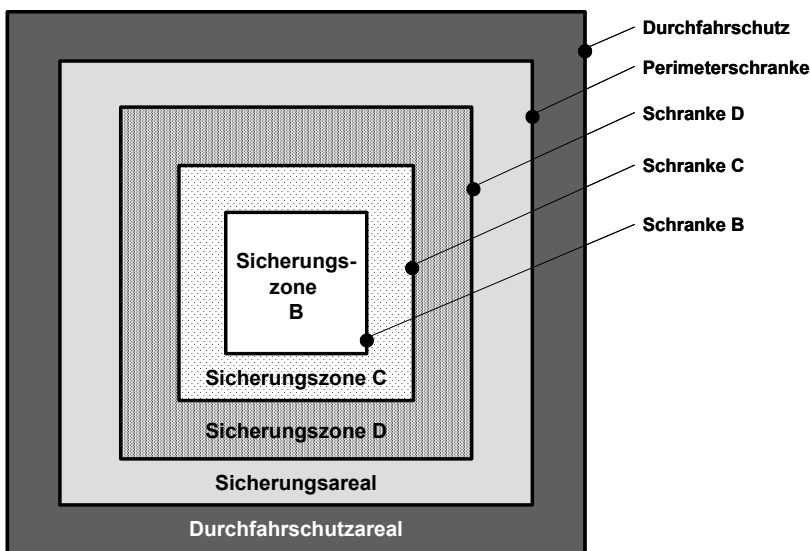 Durchfahrschutz
Perimeterschranke
Schranke D
Schranke C
Schranke B
Sicherungs-
zone
B
Sicherungszone C
Sicherungszone D
Sicherungsareal
Durchfahrschutzareal